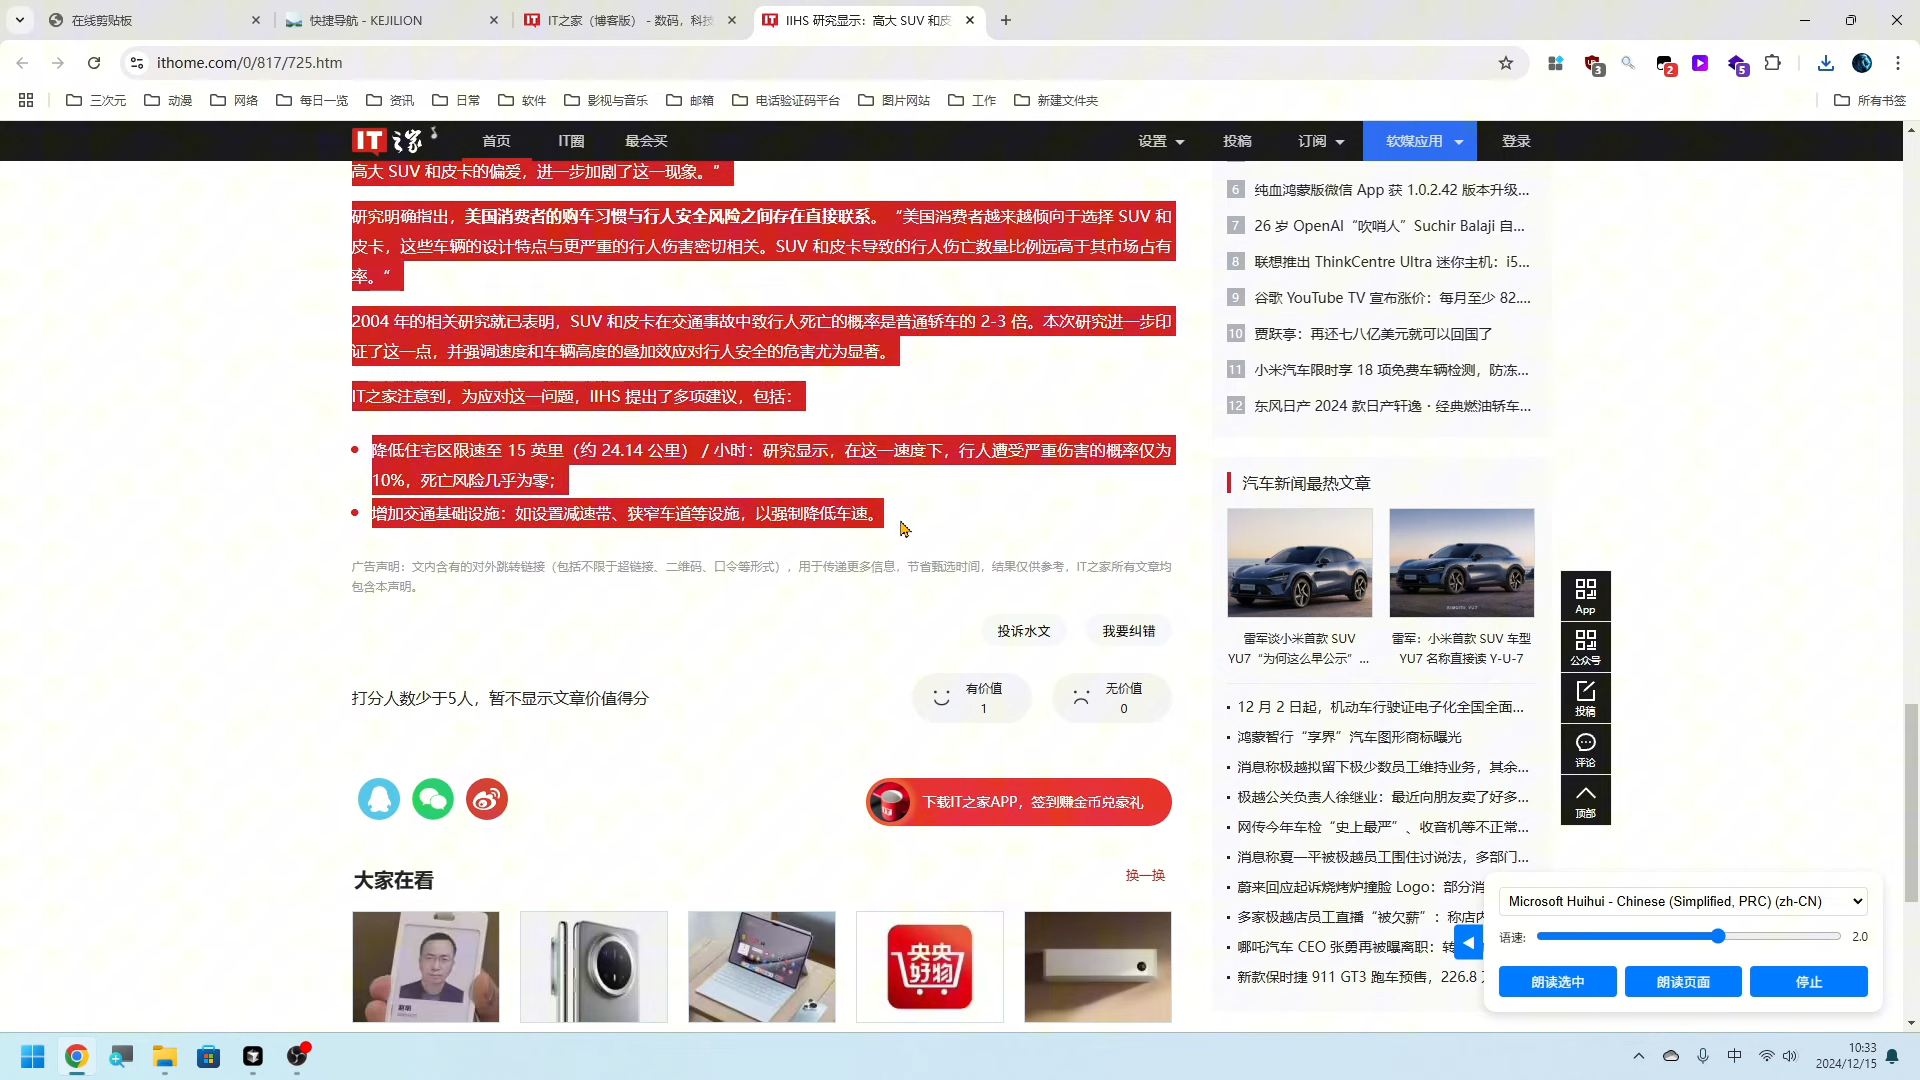 在线剪贴板
快捷导航 - KEJILION
IT之家（博客版） - 数码，科技
IIHS 研究显示：高大 SUV 和皮
ithome.com/0/817/725.htm
3
2
5
三次元
动漫
网络
每日一览
资讯
日常
软件
影视与音乐
邮箱
电话验证码平台
图片网站
工作
新建文件夹
所有书签
IT之家
首页
IT圈
最会买
设置
投稿
订阅
软媒应用
登录
高大 SUV 和皮卡的偏爱，进一步加剧了这一现象。”
研究明确指出，美国消费者的购车习惯与行人安全风险之间存在直接联系。“美国消费者越来越倾向于选择 SUV 和
皮卡，这些车辆的设计特点与更严重的行人伤害密切相关。SUV 和皮卡导致的行人伤亡数量比例远高于其市场占有
率。“
2004 年的相关研究就已表明，SUV 和皮卡在交通事故中致行人死亡的概率是普通轿车的 2-3 倍。本次研究进一步印
证了这一点，并强调速度和车辆高度的叠加效应对行人安全的危害尤为显著。
IT之家注意到，为应对这一问题，IIHS 提出了多项建议，包括：
降低住宅区限速至 15 英里（约 24.14 公里） / 小时：研究显示，在这一速度下，行人遭受严重伤害的概率仅为
10%，死亡风险几乎为零；
增加交通基础设施：如设置减速带、狭窄车道等设施，以强制降低车速。
广告声明：文内含有的对外跳转链接（包括不限于超链接、二维码、口令等形式），用于传递更多信息，节省甄选时间，结果仅供参考，IT之家所有文章均
包含本声明。
投诉水文
我要纠错
打分人数少于5人，暂不显示文章价值得分
有价值
1
无价值
0
下载IT之家APP，签到赚金币兑豪礼
大家在看
换一换
央央
好物
6 纯血鸿蒙版微信 App 获 1.0.2.42 版本升级...
7 26 岁 OpenAI“吹哨人”Suchir Balaji 自...
8 联想推出 ThinkCentre Ultra 迷你主机：i5...
9 谷歌 YouTube TV 宣布涨价：每月至少 82....
10 贾跃亭：再还七八亿美元就可以回国了
11 小米汽车限时享 18 项免费车辆检测，防冻...
12 东风日产 2024 款日产轩逸 · 经典燃油轿车...
汽车新闻最热文章
雷军谈小米首款 SUV
YU7“为何这么早公示”...
雷军：小米首款 SUV 车型
YU7 名称直接读 Y-U-7
12 月 2 日起，机动车行驶证电子化全国全面...
鸿蒙智行“享界”汽车图形商标曝光
消息称极越拟留下极少数员工维持业务，其余...
极越公关负责人徐继业：最近向朋友卖了好多...
网传今年车检“史上最严”、收音机等不正常...
消息称夏一平被极越员工围住讨说法，多部门...
蔚来回应起诉烧烤炉撞脸 Logo：部分消
多家极越店员工直播“被欠薪”：称店内
哪吒汽车 CEO 张勇再被曝离职：转
新款保时捷 911 GT3 跑车预售，226.8
App
公众号
投稿
评论
顶部
Microsoft Huihui - Chinese (Simplified, PRC) (zh-CN)
语速:
2.0
朗读选中
朗读页面
停止
中
10:33
2024/12/15